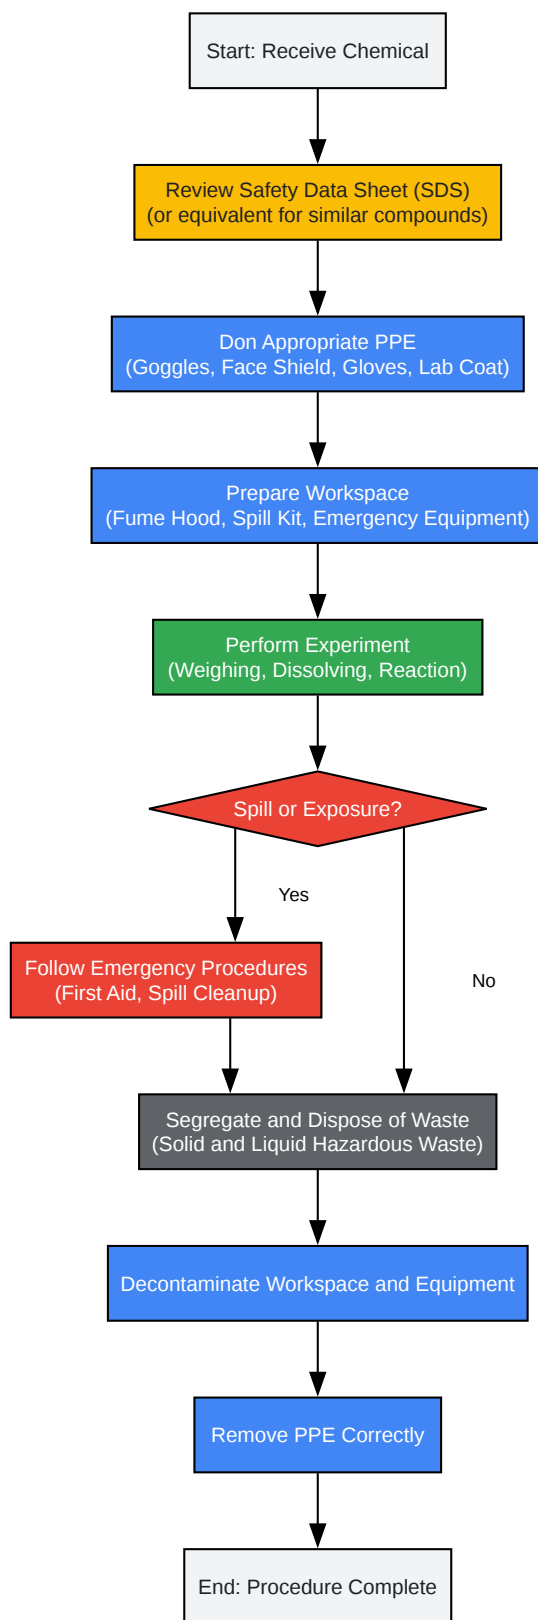 Start: Receive Chemical
Review Safety Data Sheet (SDS)
(or equivalent for similar compounds)
Don Appropriate PPE
(Goggles, Face Shield, Gloves, Lab Coat)
Prepare Workspace
(Fume Hood, Spill Kit, Emergency Equipment)
Perform Experiment
(Weighing, Dissolving, Reaction)
Spill or Exposure?
Yes
Follow Emergency Procedures
(First Aid, Spill Cleanup)
No
Segregate and Dispose of Waste
(Solid and Liquid Hazardous Waste)
Decontaminate Workspace and Equipment
Remove PPE Correctly
End: Procedure Complete